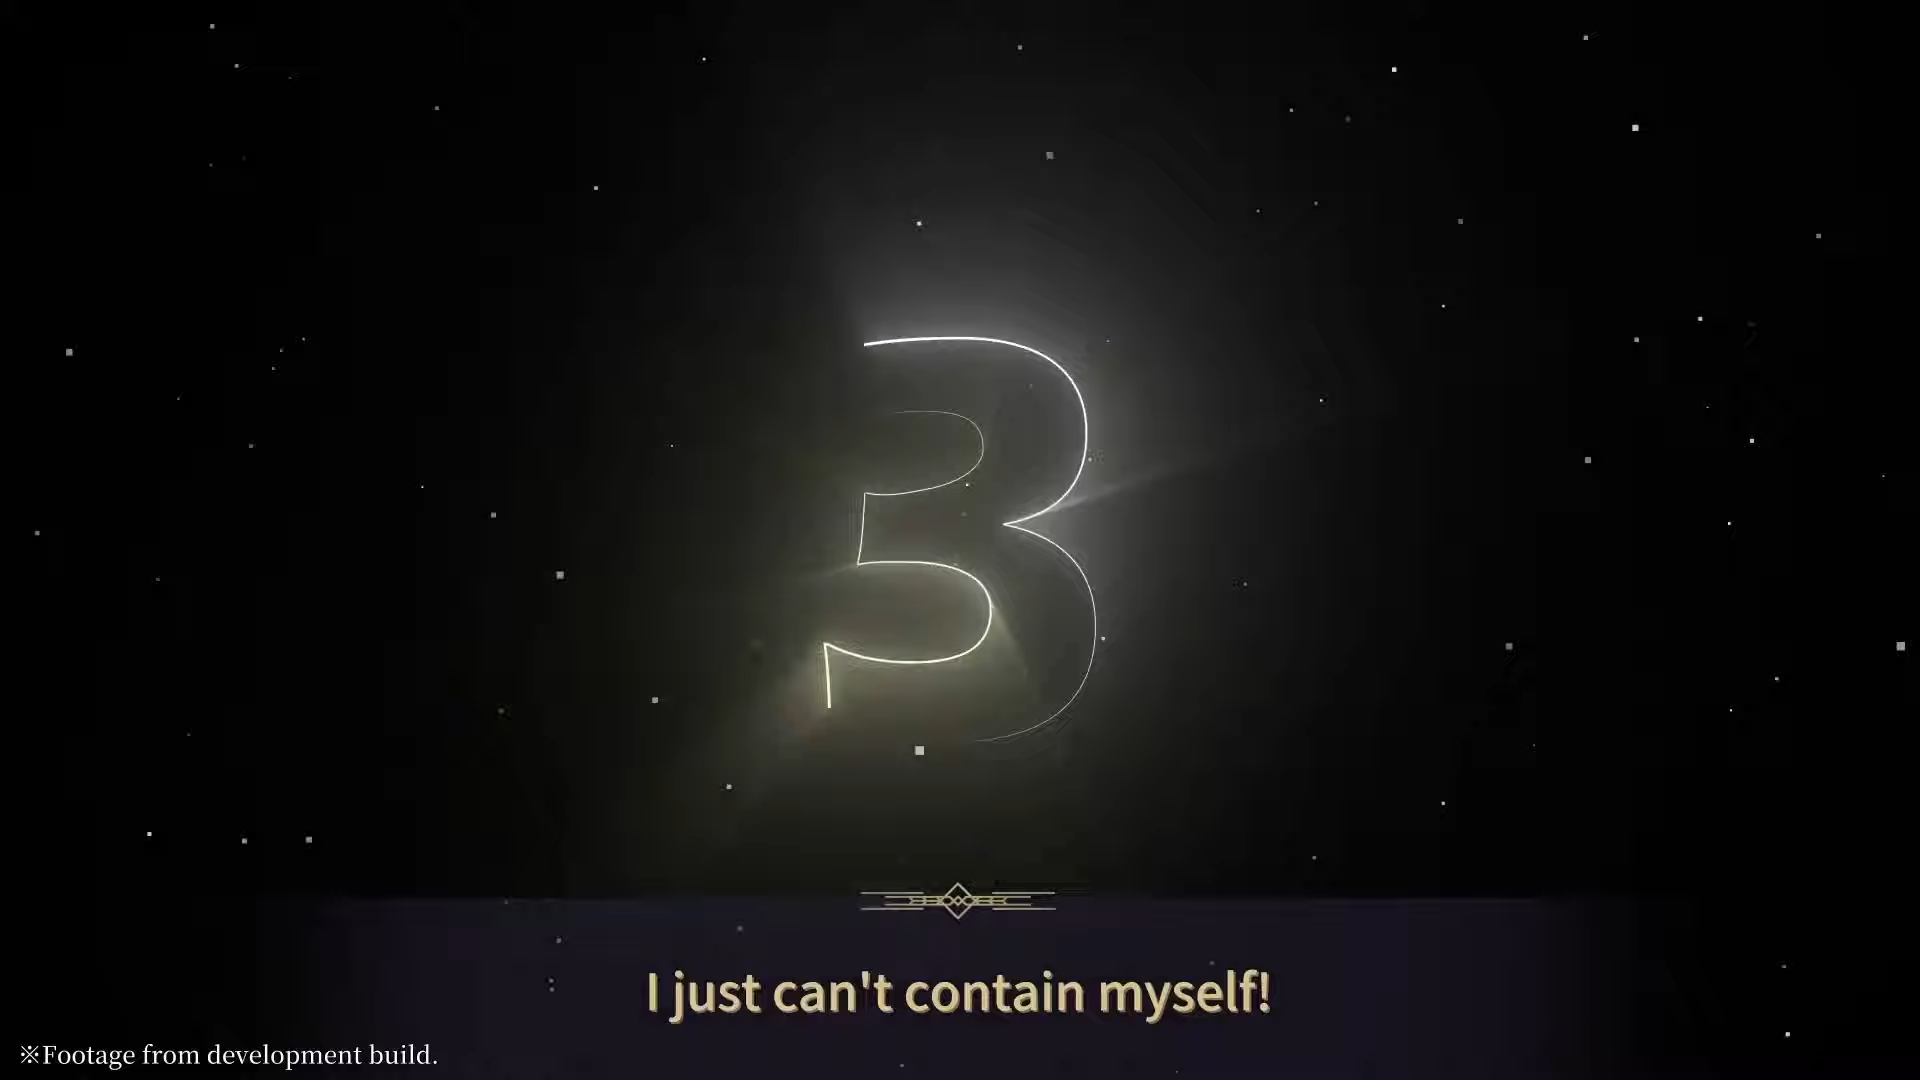 3
I just can't contain myself!
※Footage from development build.